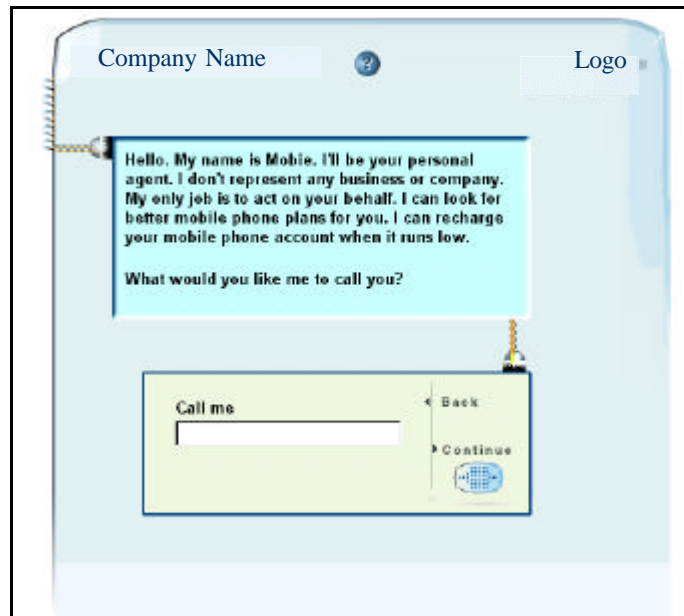 Company Name
?
Logo
Hello. My name is Mobie. I'll be your personal
agent. I don't represent any business or company.
My only job is to act on your behalf. I can look for
better mobile phone plans for you. I can recharge
your mobile phone account when it runs low.
What would you like me to call you?
Call me
Back
Continue